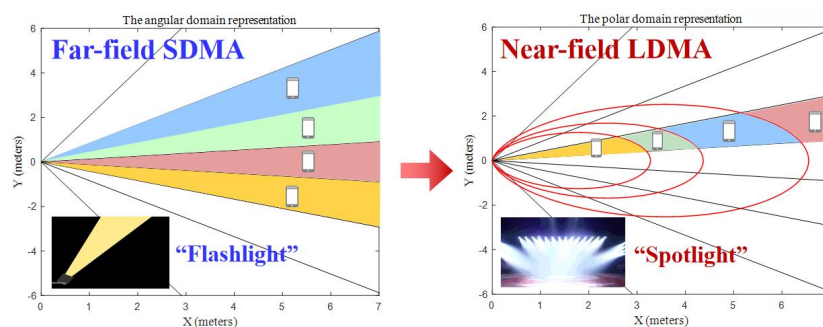 The angular domain representation
Far-field SDMA
6
4
2
0
-2
-4
-6
Y (meters)
"Flashlight"
0 1 2 3 4 5 6 7
X (meters)
The polar domain representation
Near-field LDMA
6
4
2
0
-2
-4
-6
Y (meters)
"Spotlight"
0 1 2 3 4 5 6
X (meters)